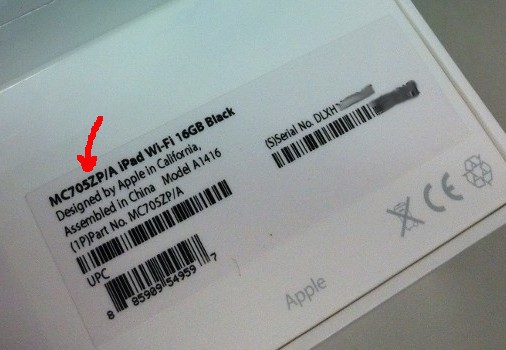 MC705ZP/A iPad Wi-Fi 16GB Black
Designed by Apple in California,
Assembled in China Model A1416
(1P)Part No. MC705ZP/A
UPC
8 85909 54959 7
(S)Serial No. DLXH
Apple
CE